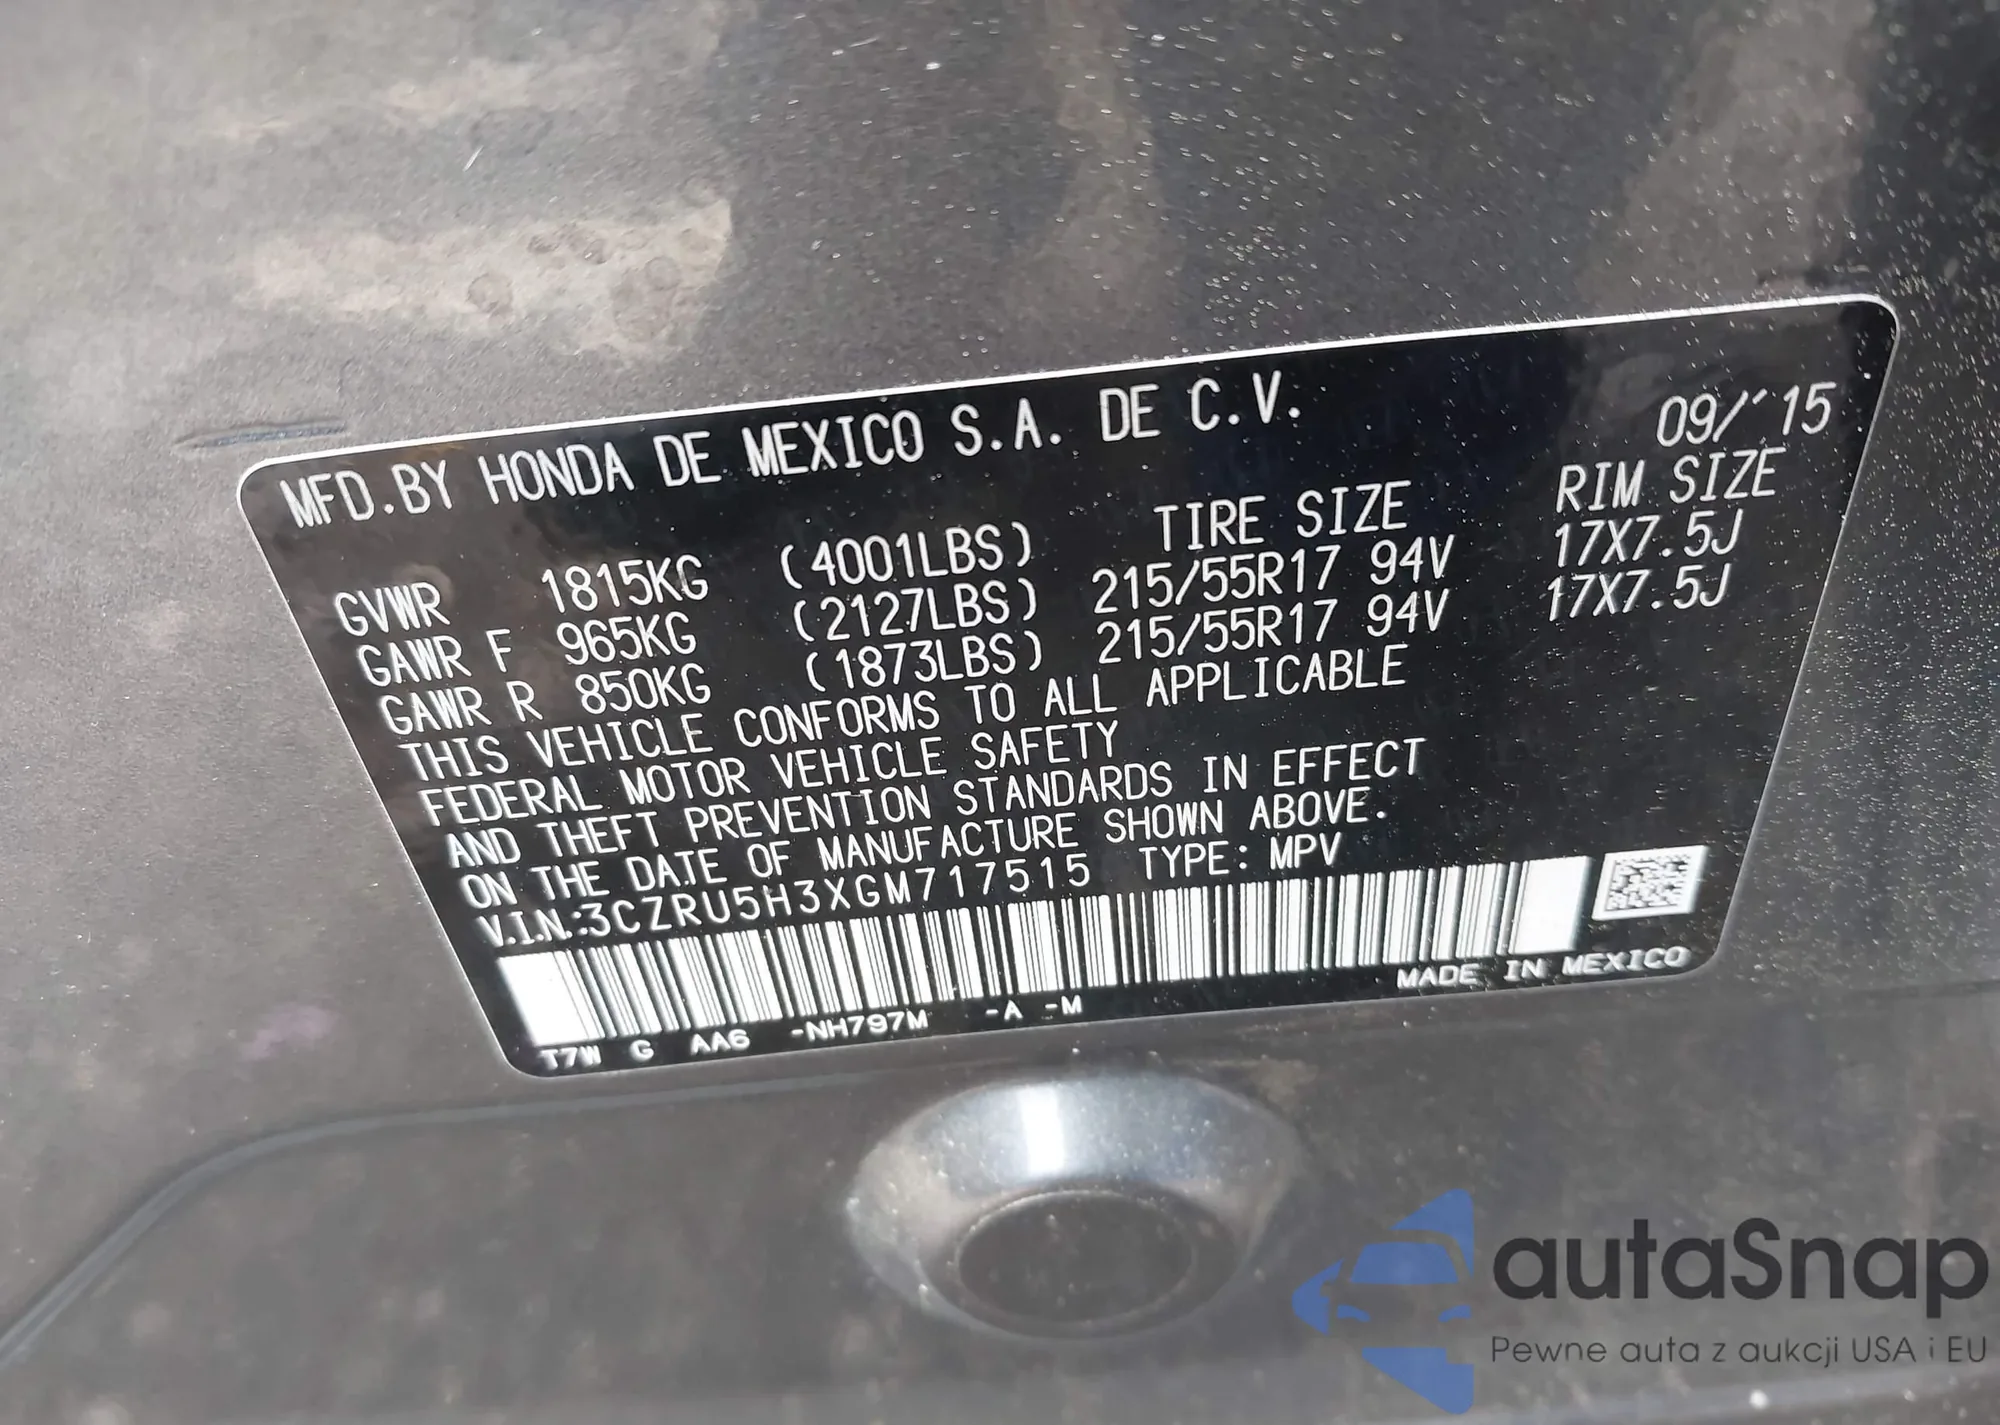 MFD.BY HONDA DE MEXICO S.A. DE C.V. 09/'15
TIRE SIZE RIM SIZE
GVWR 1815KG (4001LBS) 215/55R17 94V 17X7.5J
GAWR F 965KG (2127LBS) 215/55R17 94V 17X7.5J
GAWR R 850KG (1873LBS)
THIS VEHICLE CONFORMS TO ALL APPLICABLE
FEDERAL MOTOR VEHICLE SAFETY
AND THEFT PREVENTION STANDARDS IN EFFECT
ON THE DATE OF MANUFACTURE SHOWN ABOVE.
V.I.N.:3CZRU5H3XGM717515 TYPE: MPV
T7W G AA6 -NH797M -A -M MADE IN MEXICO
autaSnap
Pewne auta z aukcji USA i EU